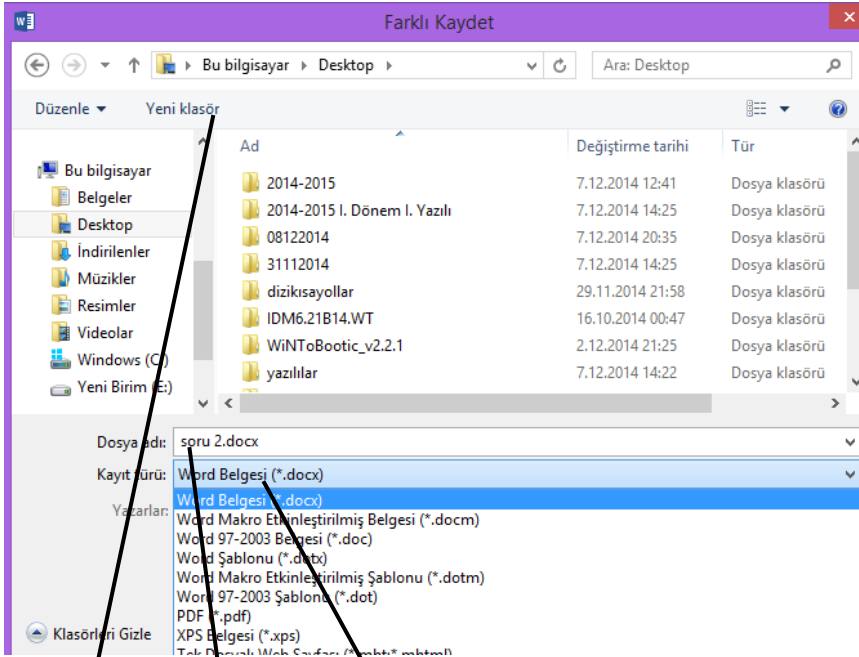 Farklı Kaydet
Bu bilgisayar Desktop
Ara: Desktop
Düzenle Yeni klasör
Ad Değiştirme tarihi Tür
Bu bilgisayar
Belgeler
Desktop
İndirilenler
Müzikler
Resimler
Videolar
Windows (C:)
Yeni Birim (E:)
2014-2015 7.12.2014 12:41 Dosya klasörü
2014-2015 I. Dönem I. Yazılı 7.12.2014 14:25 Dosya klasörü
08122014 7.12.2014 20:35 Dosya klasörü
31112014 7.12.2014 14:25 Dosya klasörü
dizikısayollar 29.11.2014 21:58 Dosya klasörü
IDM6.21B14.WT 16.10.2014 00:47 Dosya klasörü
WiNToBootic_v2.2.1 2.12.2014 21:25 Dosya klasörü
yazılılar 7.12.2014 14:22 Dosya klasörü
Dosya adı: soru 2.docx
Kayıt türü: Word Belgesi (*.docx)
Yazarlar:
Word Belgesi (*.docx)
Word Makro Etkinleştirilmiş Belgesi (*.docm)
Word 97-2003 Belgesi (*.doc)
Word Şablonu (*.dotx)
Word Makro Etkinleştirilmiş Şablonu (*.dotm)
Word 97-2003 Şablonu (*.dot)
PDF (*.pdf)
XPS Belgesi (*.xps)
Tek Dosyalı Web Sayfası (*.mht;*.mhtml)
Klasörleri Gizle